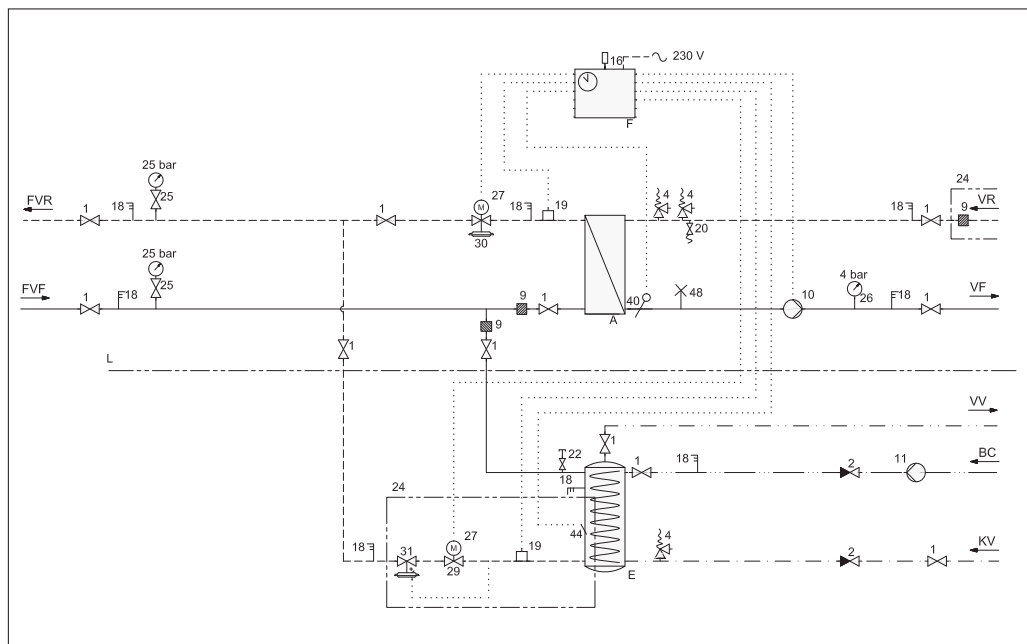 16 230 V
F
25 bar 27 24
FVR 25 19 4 4 9 VR
1 18 1 18 18 1
30 20
25 bar 4 bar
FVF 25 9 40 48 10 26 VF
1 18 1 A 18 1
9
1 1
L
VV
1
22 1 18 2 11 BC
18
24
27 19 44 4
18 31 2 1 KV
29 E